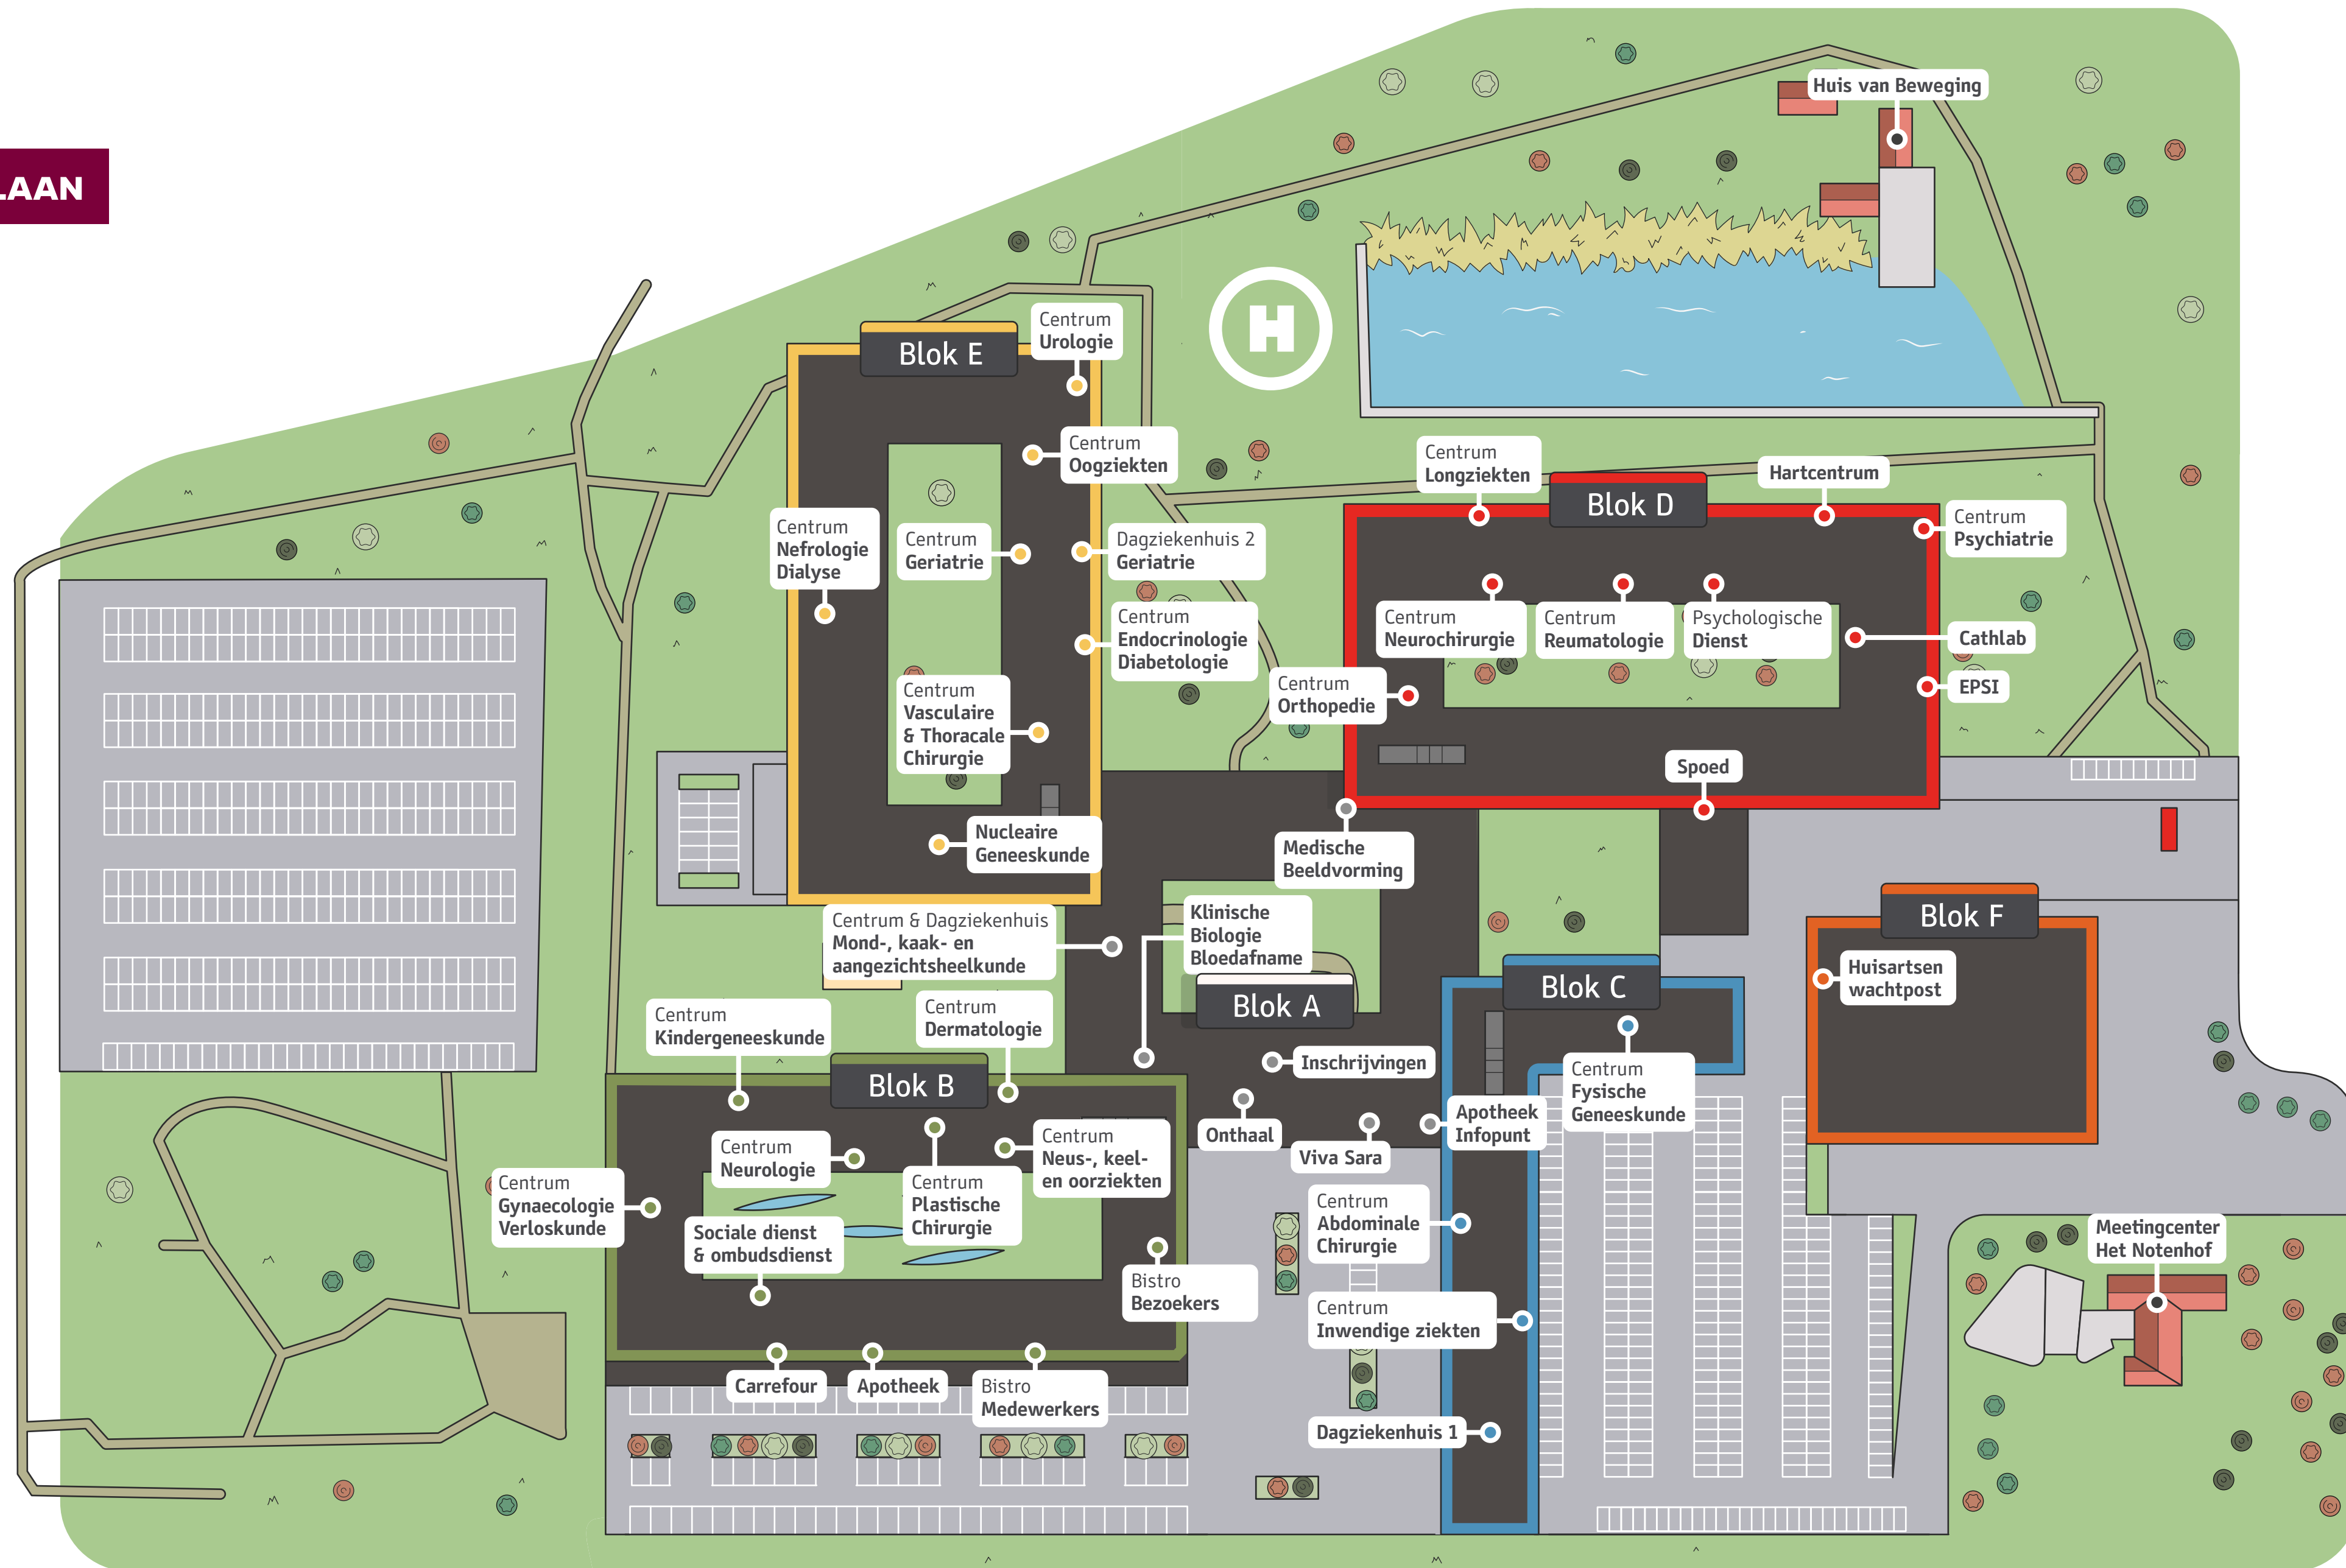 LAAN
Huis van Beweging
H
Blok E
Centrum
Urologie
Centrum
Oogziekten
Centrum
Nefrologie
Dialyse
Centrum
Geriatrie
Dagziekenhuis 2
Geriatrie
Centrum
Endocrinologie
Diabetologie
Centrum
Vasculaire
& Thoracale
Chirurgie
Nucleaire
Geneeskunde
Blok D
Centrum
Longziekten
Hartcentrum
Centrum
Psychiatrie
Centrum
Neurochirurgie
Centrum
Reumatologie
Psychologische
Dienst
Cathlab
EPSI
Centrum
Orthopedie
Spoed
Medische
Beeldvorming
Centrum & Dagziekenhuis
Mond-, kaak- en
aangezichtsheelkunde
Klinische
Biologie
Bloedafname
Blok A
Inschrijvingen
Onthaal
Viva Sara
Apotheek
Infopunt
Blok C
Centrum
Fysische
Geneeskunde
Centrum
Abdominale
Chirurgie
Centrum
Inwendige ziekten
Dagziekenhuis 1
Blok F
Huisartsen
wachtpost
Meetingcenter
Het Notenhof
Centrum
Kindergeneeskunde
Centrum
Dermatologie
Blok B
Centrum
Neurologie
Centrum
Neus-, keel-
en oorziekten
Centrum
Gynaecologie
Verloskunde
Centrum
Plastische
Chirurgie
Sociale dienst
& ombudsdienst
Bistro
Bezoekers
Carrefour
Apotheek
Bistro
Medewerkers